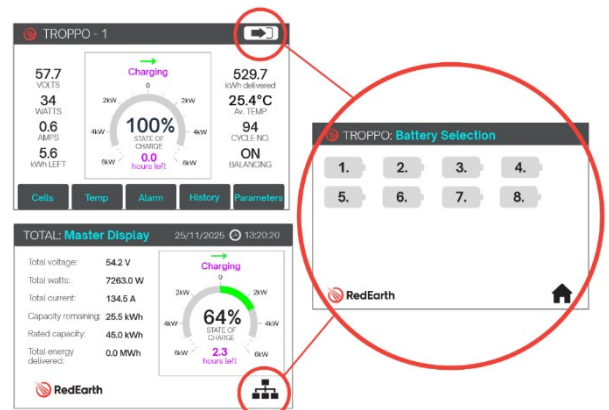 TROPPO - 1
57.7
VOLTS
34
WATTS
0.6
AMPS
5.6
kWh LEFT
Charging
0
2kW
2kW
4kW
4kW
6kW
6kW
100%
STATE OF
CHARGE
0.0
hours left
529.7
kWh delivered
25.4°C
Av. TEMP
94
CYCLE NO.
ON
BALANCING
Cells Temp Alarm History Parameters
TOTAL: Master Display 25/11/2025 13:20:20
Total voltage: 54.2 V
Total watts: 7263.0 W
Total current: 134.5 A
Capacity remaining: 25.5 kWh
Rated capacity: 45.0 kWh
Total energy
delivered: 0.0 MWh
RedEarth
Charging
0
2kW
2kW
4kW
4kW
6kW
6kW
64%
STATE OF
CHARGE
2.3
hours left
TROPPO: Battery Selection
1. 2. 3. 4.
5. 6. 7. 8.
RedEarth